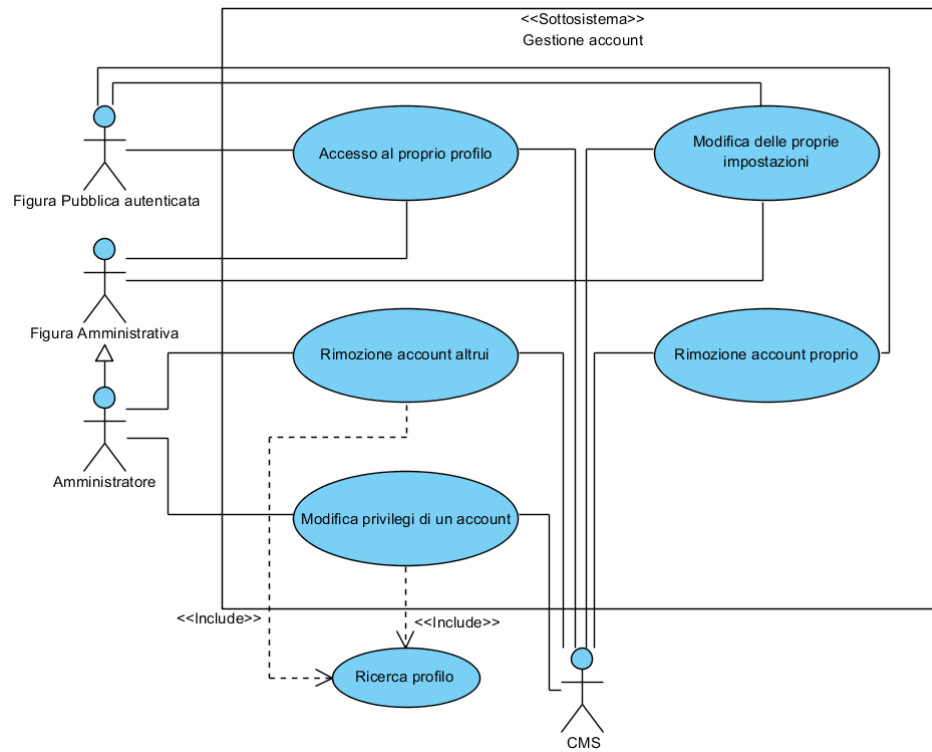 <<Sottosistema>>
Gestione account
Accesso al proprio profilo
Modifica delle proprie
impostazioni
Figura Pubblica autenticata
Figura Amministrativa
Rimozione account altrui
Rimozione account proprio
Amministratore
Modifica privilegi di un account
<<Include>>
<<Include>>
Ricerca profilo
CMS